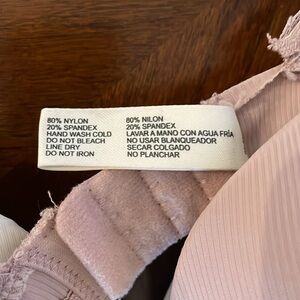 80% NYLON
20% SPANDEX
HAND WASH COLD
DO NOT BLEACH
LINE DRY
DO NOT IRON
80% NILON
20% SPANDEX
LAVAR A MANO CON AGUA FRÍA
NO USAR BLANQUEADOR
SECAR COLGADO
NO PLANCHAR